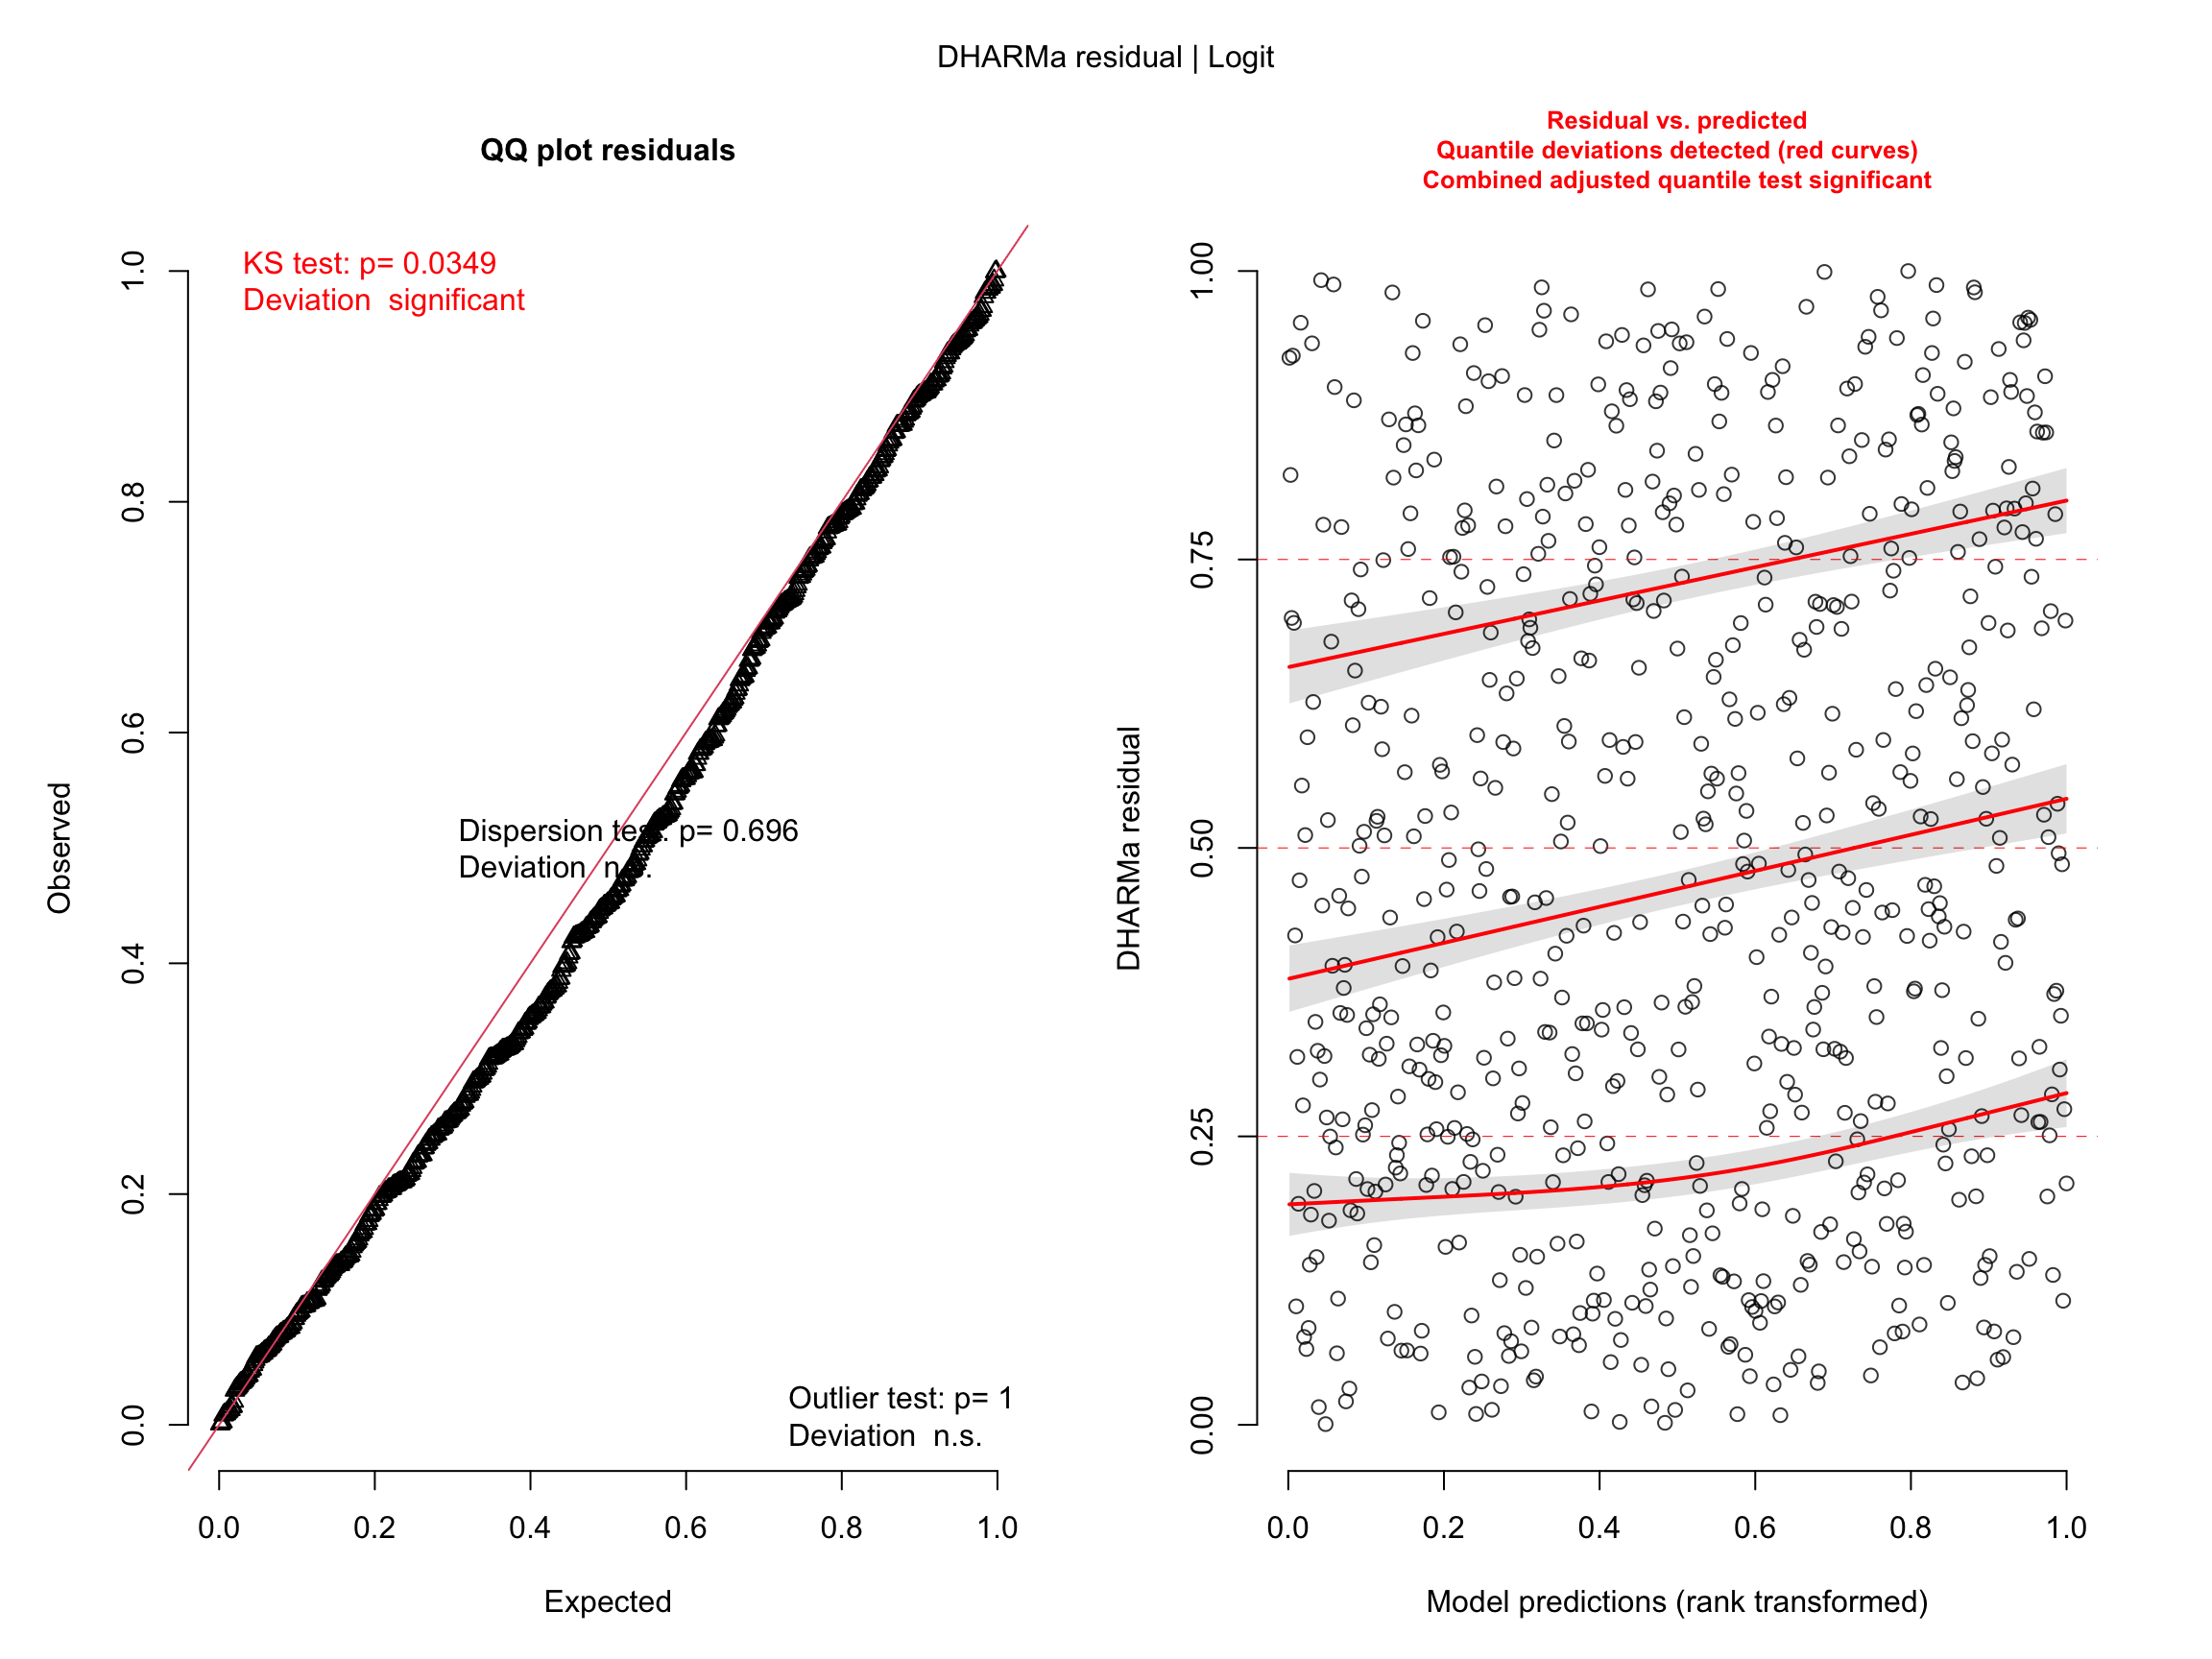 DHARMa residual | Logit
QQ plot residuals
KS test: p= 0.0349
Deviation  significant
Dispersion test: p= 0.696
Deviation  n.s.
Outlier test: p= 1
Deviation  n.s.
Observed
0.0
0.2
0.4
0.6
0.8
1.0
0.0 0.2 0.4 0.6 0.8 1.0
Expected
Residual vs. predicted
Quantile deviations detected (red curves)
Combined adjusted quantile test significant
DHARMa residual
0.00
0.25
0.50
0.75
1.00
0.0 0.2 0.4 0.6 0.8 1.0
Model predictions (rank transformed)